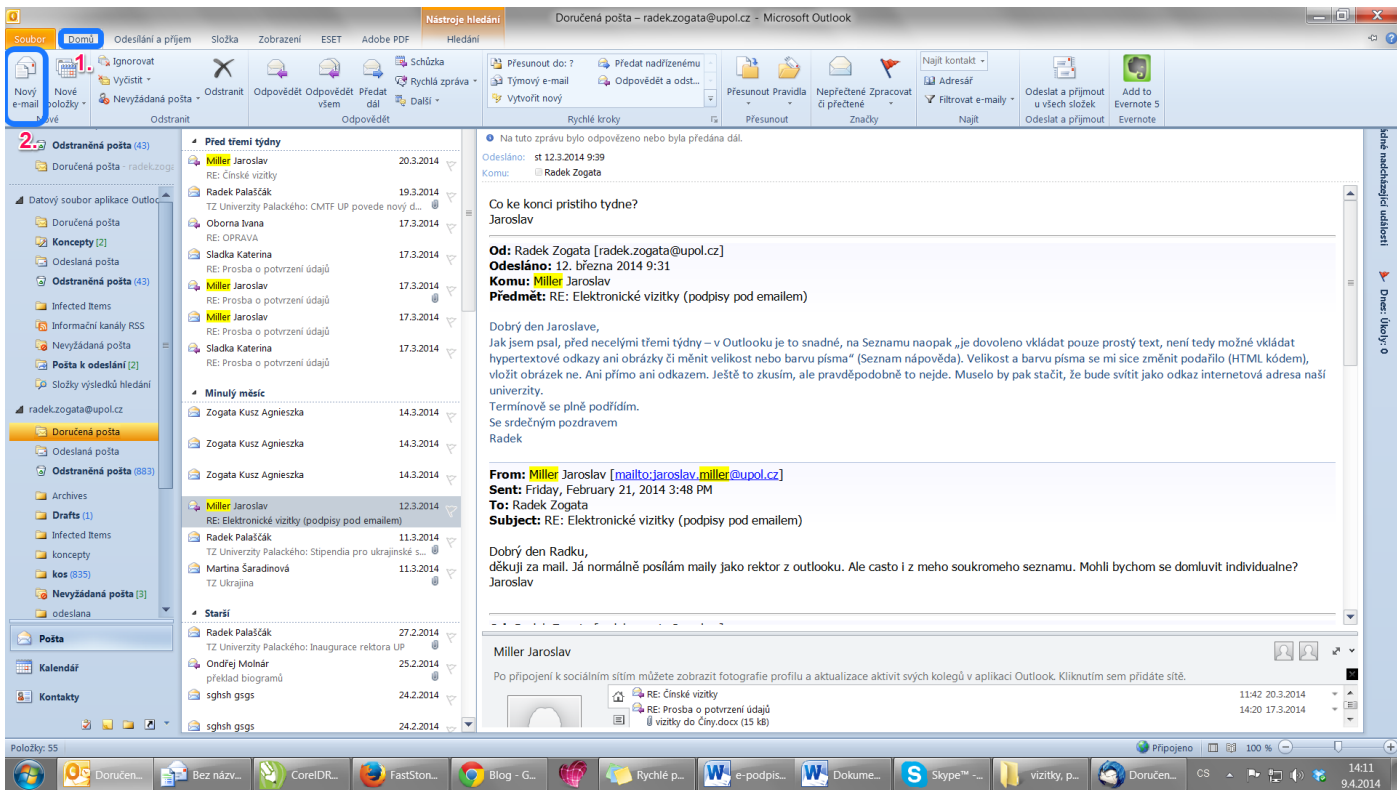 Nástroje hledání
Doručená pošta – radek.zogata@upol.cz - Microsoft Outlook
Soubor
Domů
Odesílání a příjem
Složka
Zobrazení
ESET
Adobe PDF
Hledání
1.
Nový e-mail
Nové položky
Ignorovat
Vyčistit
Nevyžádaná pošta
Odstranit
Odpovědět
Odpovědět všem
Předat dál
Schůzka
Rychlá zpráva
Další
Přesunout do: ?
Týmový e-mail
Vytvořit nový
Předat nadřízenému
Odpovědět a odst...
Přesunout
Pravidla
Nepřečtené či přečtené
Zpracovat
Najít kontakt
Adresář
Filtrovat e-maily
Odeslat a přijmout u všech složek
Add to Evernote 5
Nové
Odstranit
Odpovědět
Rychlé kroky
Přesunout
Značky
Najít
Odeslat a přijmout
Evernote
2.
Odstraněná pošta (43)
Doručená pošta - radek.zoga
Datový soubor aplikace Outloc
Doručená pošta
Koncepty [2]
Odeslaná pošta
Odstraněná pošta (43)
Infected Items
Informační kanály RSS
Nevyžádaná pošta
Pošta k odeslání [2]
Složky výsledků hledání
radek.zogata@upol.cz
Doručená pošta
Odeslaná pošta
Odstraněná pošta (883)
Archives
Drafts (1)
Infected Items
koncepty
kos (835)
Nevyžádaná pošta [3]
odeslana
Pošta
Kalendář
Kontakty
Před třemi týdny
Miller Jaroslav 20.3.2014
RE: Čínské vizitky
Radek Palaščák 19.3.2014
TZ Univerzity Palackého: CMTF UP povede nový d...
Oborna Ivana 17.3.2014
RE: OPRAVA
Sladka Katerina 17.3.2014
RE: Prosba o potvrzení údajů
Miller Jaroslav 17.3.2014
RE: Prosba o potvrzení údajů
Miller Jaroslav 17.3.2014
RE: Prosba o potvrzení údajů
Sladka Katerina 17.3.2014
RE: Prosba o potvrzení údajů
Minulý měsíc
Zogata Kusz Agnieszka 14.3.2014
Zogata Kusz Agnieszka 14.3.2014
Zogata Kusz Agnieszka 14.3.2014
Miller Jaroslav 12.3.2014
RE: Elektronické vizitky (podpisy pod emailem)
Radek Palaščák 11.3.2014
TZ Univerzity Palackého: Stipendia pro ukrajinské s...
Martina Šaradinová 11.3.2014
TZ Ukrajina
Starší
Radek Palaščák 27.2.2014
TZ Univerzity Palackého: Inaugurace rektora UP
Ondřej Molnár 25.2.2014
překlad biogramů
sghsh gsgs 24.2.2014
sghsh gsgs 24.2.2014
Na tuto zprávu bylo odpovězeno nebo byla předána dál.
Odesláno: st 12.3.2014 9:39
Komu: Radek Zogata
Co ke konci pristiho tydne?
Jaroslav
Od: Radek Zogata [radek.zogata@upol.cz]
Odesláno: 12. března 2014 9:31
Komu: Miller Jaroslav
Předmět: RE: Elektronické vizitky (podpisy pod emailem)
Dobrý den Jaroslave,
Jak jsem psal, před necelými třemi týdny – v Outlooku je to snadné, na Seznamu naopak „je dovoleno vkládat pouze prostý text, není tedy možné vkládat
hypertextové odkazy ani obrázky či měnit velikost nebo barvu písma“ (Seznam nápověda). Velikost a barvu písma se mi sice změnit podařilo (HTML kódem),
vložit obrázek ne. Ani přímo ani odkazem. Ještě to zkusím, ale pravděpodobně to nejde. Muselo by pak stačit, že bude svítit jako odkaz internetová adresa naší
univerzity.
Termínově se plně podřídím.
Se srdečným pozdravem
Radek
From: Miller Jaroslav [mailto:jaroslav.miller@upol.cz]
Sent: Friday, February 21, 2014 3:48 PM
To: Radek Zogata
Subject: RE: Elektronické vizitky (podpisy pod emailem)
Dobrý den Radku,
děkuji za mail. Já normálně posílám maily jako rektor z outlooku. Ale casto i z meho soukromeho seznamu. Mohli bychom se domluvit individualne?
Jaroslav
Miller Jaroslav
Po připojení k sociálním sítím můžete zobrazit fotografie profilu a aktualizace aktivit svých kolegů v aplikaci Outlook. Kliknutím sem přidáte sítě.
RE: Čínské vizitky 11:42 20.3.2014
RE: Prosba o potvrzení údajů 14:20 17.3.2014
vizitky do Číny.docx (15 kB)
nadcházející události
Dnes: Úkoly: 0
Položky: 55
Připojeno
100 %
Doručen...
Bez názv...
CorelDR...
FastSton...
Blog - G...
Rychlé p...
e-podpis...
Dokume...
Skype™ -...
vizitky, p...
Doručen...
CS
14:11
9.4.2014